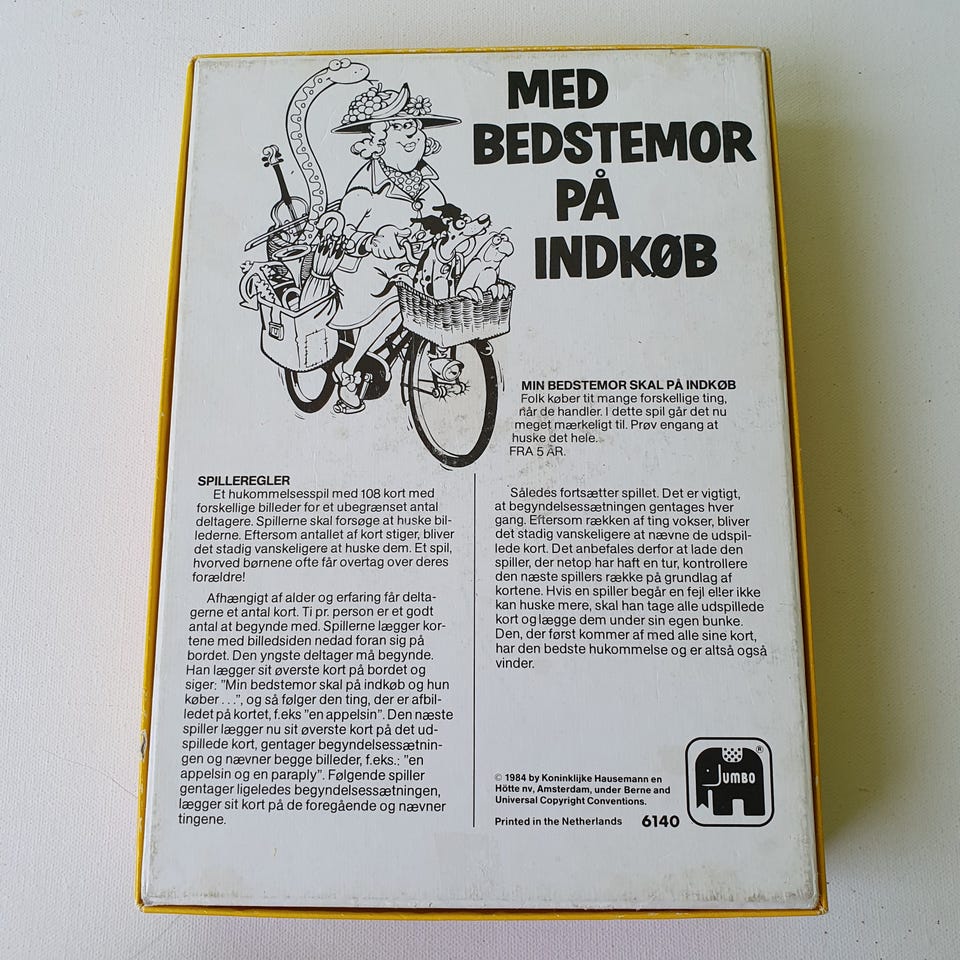 MED
BEDSTEMOR
PÅ
INDKØB
MIN BEDSTEMOR SKAL PÅ INDKØB
Folk køber tit mange forskellige ting,
når de handler. I dette spil går det nu
meget mærkeligt til. Prøv engang at
huske det hele.
FRA 5 ÅR.
SPILLEREGLER
Et hukommelsesspil med 108 kort med
forskellige billeder for et ubegrænset antal
deltagere. Spillerne skal forsøge at huske bil-
lederne. Eftersom antallet af kort stiger, bliver
det stadig vanskeligere at huske dem. Et spil,
hvorved børnene ofte får overtag over deres
forældre!
Afhængigt af alder og erfaring får delta-
gerne et antal kort. Ti pr. person er et godt
antal at begynde med. Spillerne lægger kor-
tene med billedsiden nedad foran sig på
bordet. Den yngste deltager må begynde.
Han lægger sit øverste kort på bordet og
siger: "Min bedstemor skal på indkøb og hun
køber . . .", og så følger den ting, der er afbil-
ledet på kortet, f.eks "en appelsin". Den næste
spiller lægger nu sit øverste kort på det ud-
spillede kort, gentager begyndelsessætnin-
gen og nævner begge billeder, f.eks.: "en
appelsin og en paraply". Følgende spiller
gentager ligeledes begyndelsessætningen,
lægger sit kort på de foregående og nævner
tingene.
Således fortsætter spillet. Det er vigtigt,
at begyndelsessætningen gentages hver
gang. Eftersom rækken af ting vokser, bliver
det stadig vanskeligere at nævne de udspil-
lede kort. Det anbefales derfor at lade den
spiller, der netop har haft en tur, kontrollere
den næste spillers række på grundlag af
kortene. Hvis en spiller begår en fejl eller ikke
kan huske mere, skal han tage alle udspillede
kort og lægge dem under sin egen bunke.
Den, der først kommer af med alle sine kort,
har den bedste hukommelse og er altså også
vinder.
© 1984 by Koninklijke Hausemann en
Hötte nv, Amsterdam, under Berne and
Universal Copyright Conventions.
Printed in the Netherlands 6140
JUMBO ®